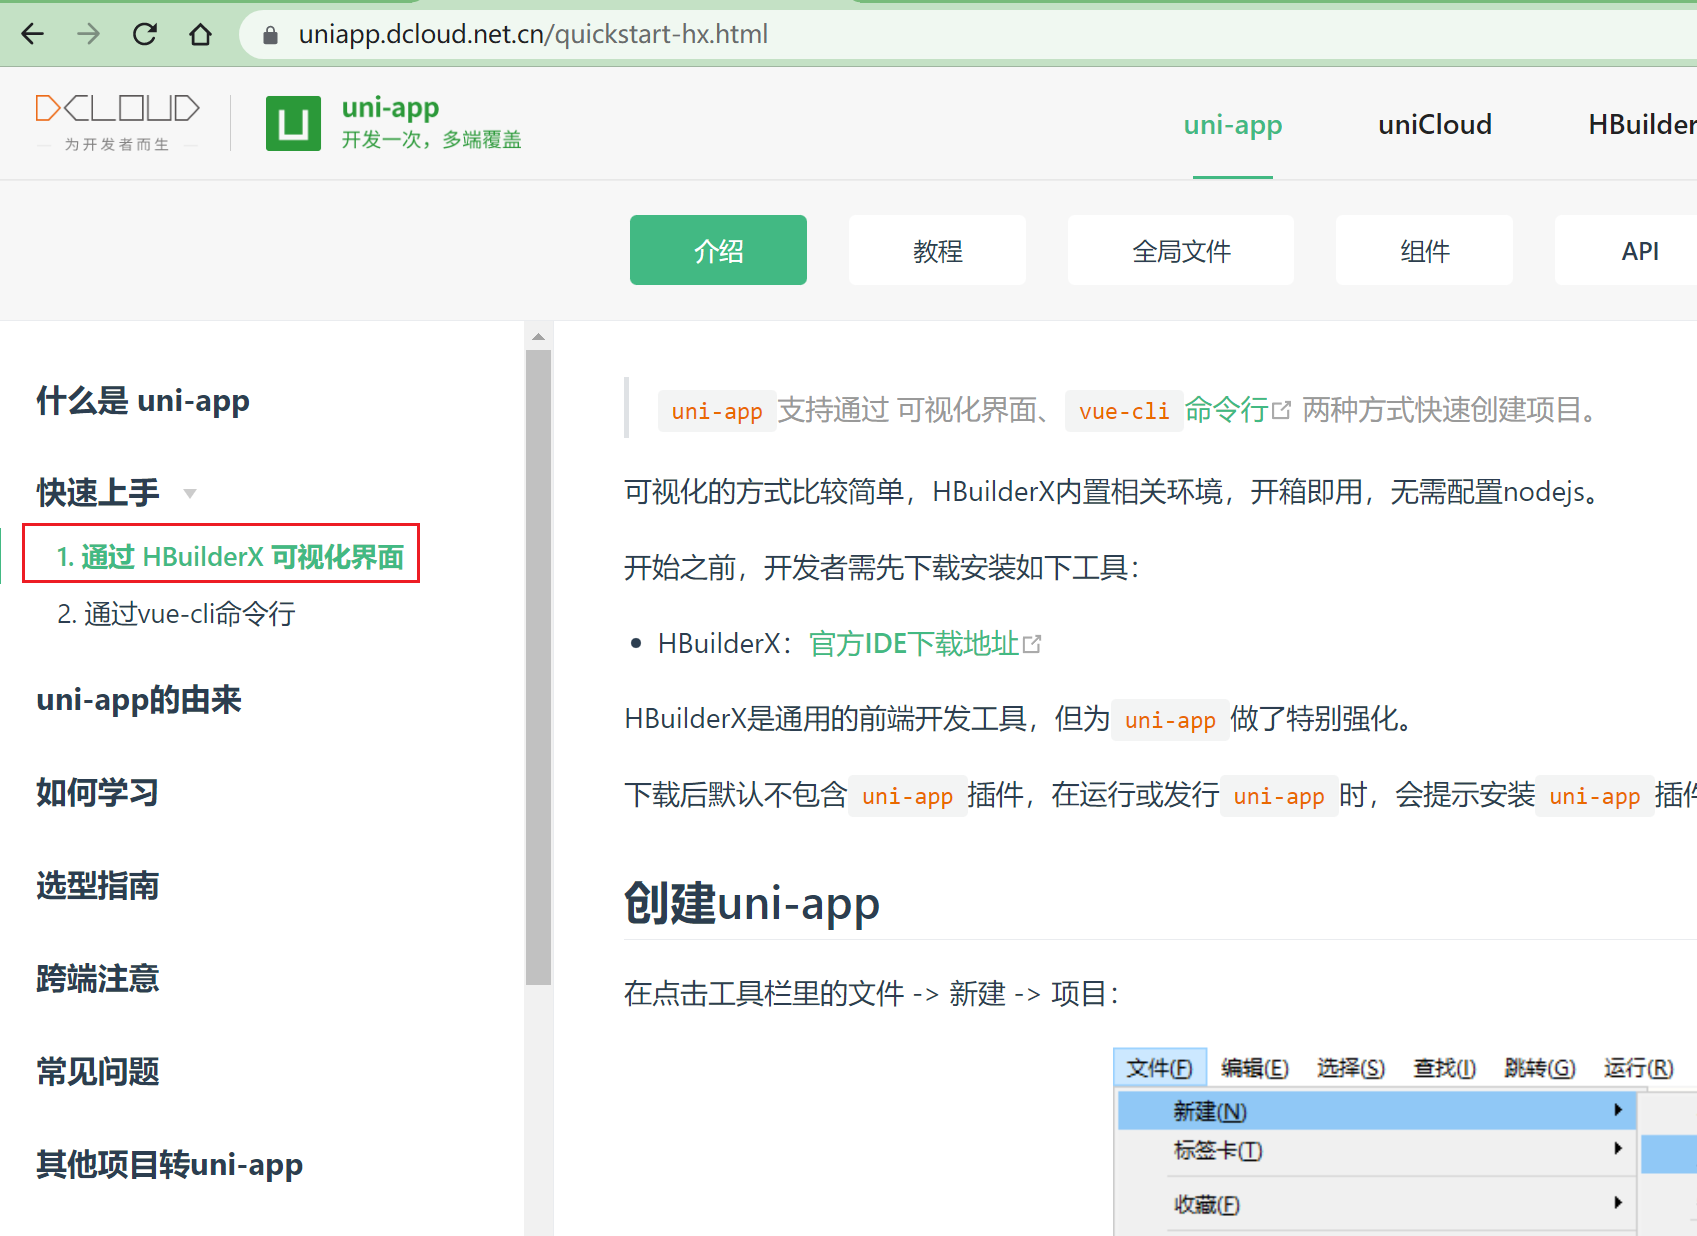 uniapp.dcloud.net.cn/quickstart-hx.html
DCLOUD
为开发者而生
uni-app
开发一次，多端覆盖
uni-app uniCloud HBuilder
介绍 教程 全局文件 组件 API
什么是 uni-app
快速上手
1. 通过 HBuilderX 可视化界面
2. 通过vue-cli命令行
uni-app的由来
如何学习
选型指南
跨端注意
常见问题
其他项目转uni-app
uni-app 支持通过 可视化界面、 vue-cli 命令行 两种方式快速创建项目。
可视化的方式比较简单，HBuilderX内置相关环境，开箱即用，无需配置nodejs。
开始之前，开发者需先下载安装如下工具：
• HBuilderX：官方IDE下载地址
HBuilderX是通用的前端开发工具，但为 uni-app 做了特别强化。
下载后默认不包含 uni-app 插件，在运行或发行 uni-app 时，会提示安装 uni-app 插件
创建uni-app
在点击工具栏里的文件 -> 新建 -> 项目：
文件(F) 编辑(E) 选择(S) 查找(I) 跳转(G) 运行(R)
新建(N)
标签卡(T)
收藏(F)